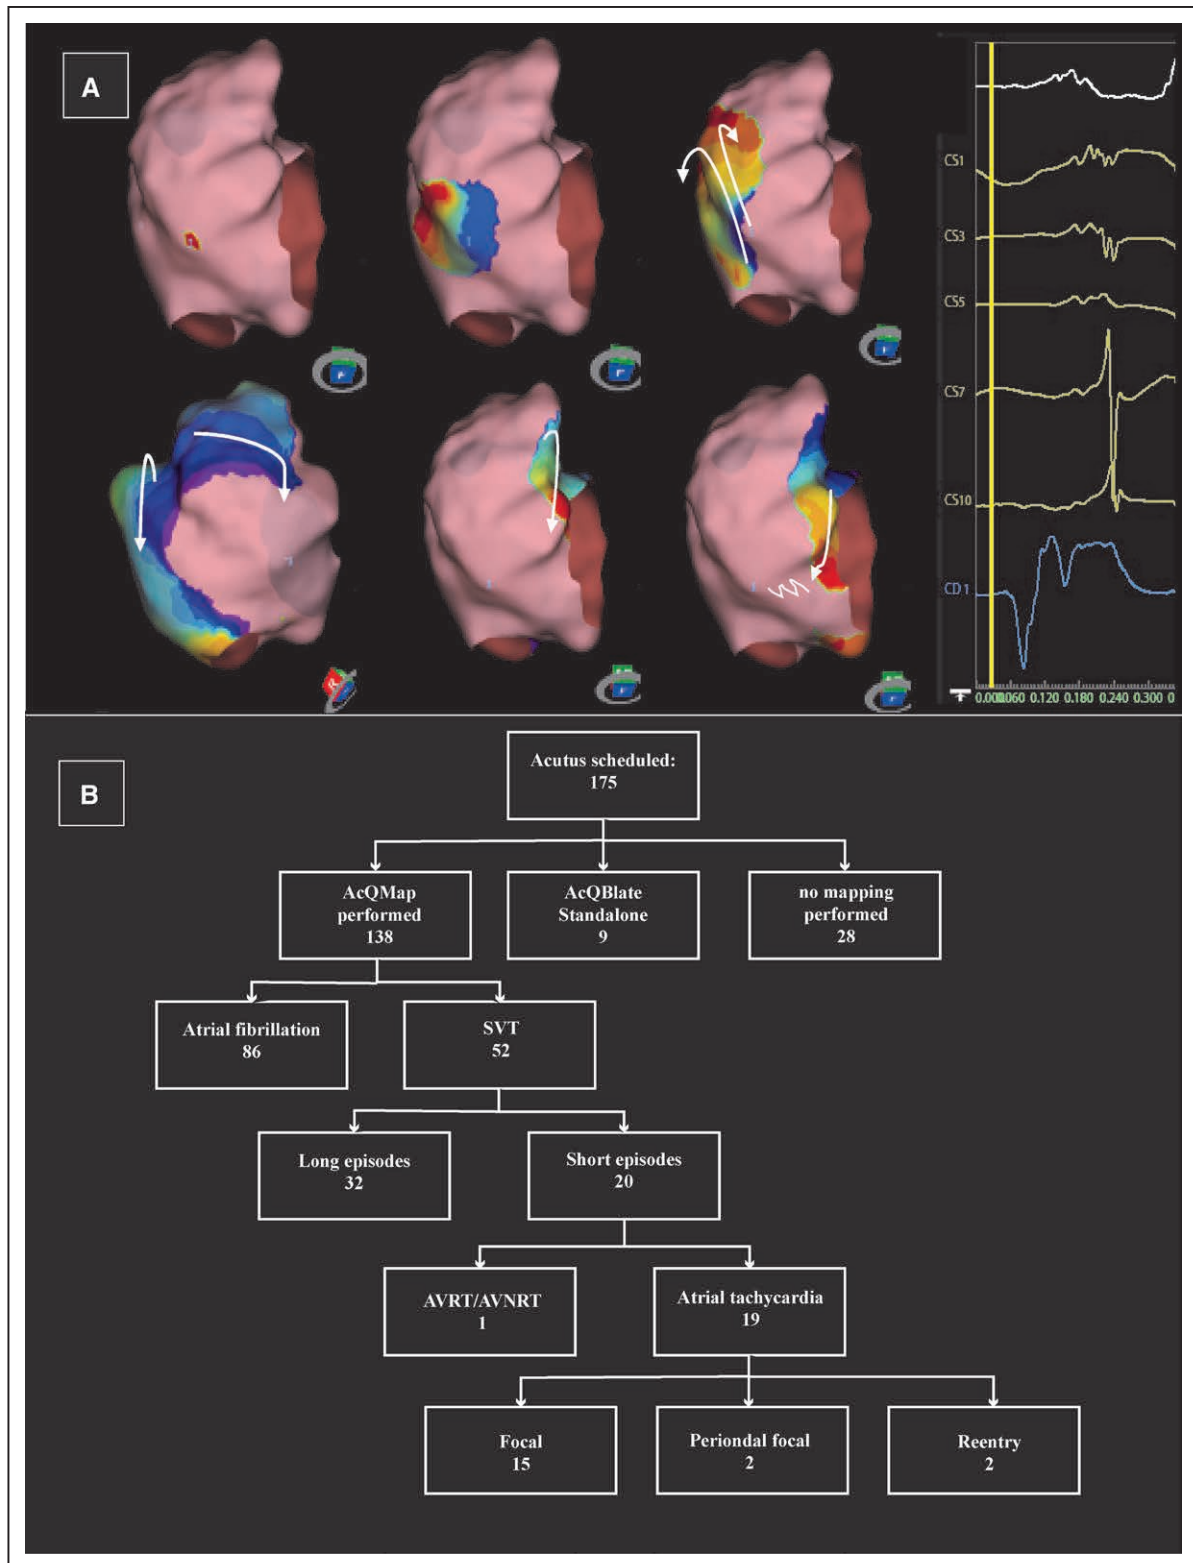 A
CS1
CS3
CS5
CS7
CS10
CD1
0.120 0.180 0.240 0.300
B
Acutus scheduled:
175
AcQMap
performed
138
AcQBlate
Standalone
9
no mapping
performed
28
Atrial fibrillation
86
SVT
52
Long episodes
32
Short episodes
20
AVRT/AVNRT
1
Atrial tachycardia
19
Focal
15
Periondal focal
2
Reentry
2